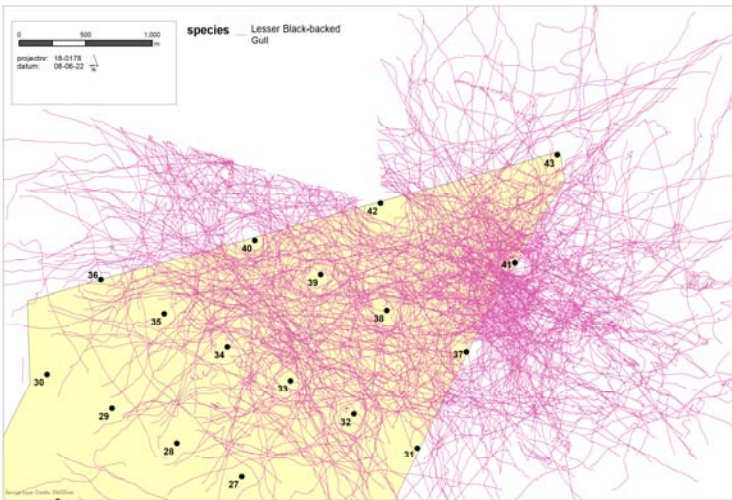 0 500 1.000
m
projectnr: 18-0178
datum: 08-06-22
N
species Lesser Black-backed
Gull
43
42
41
40
39
36
38
35
37
34
33
30
32
29
28
31
27